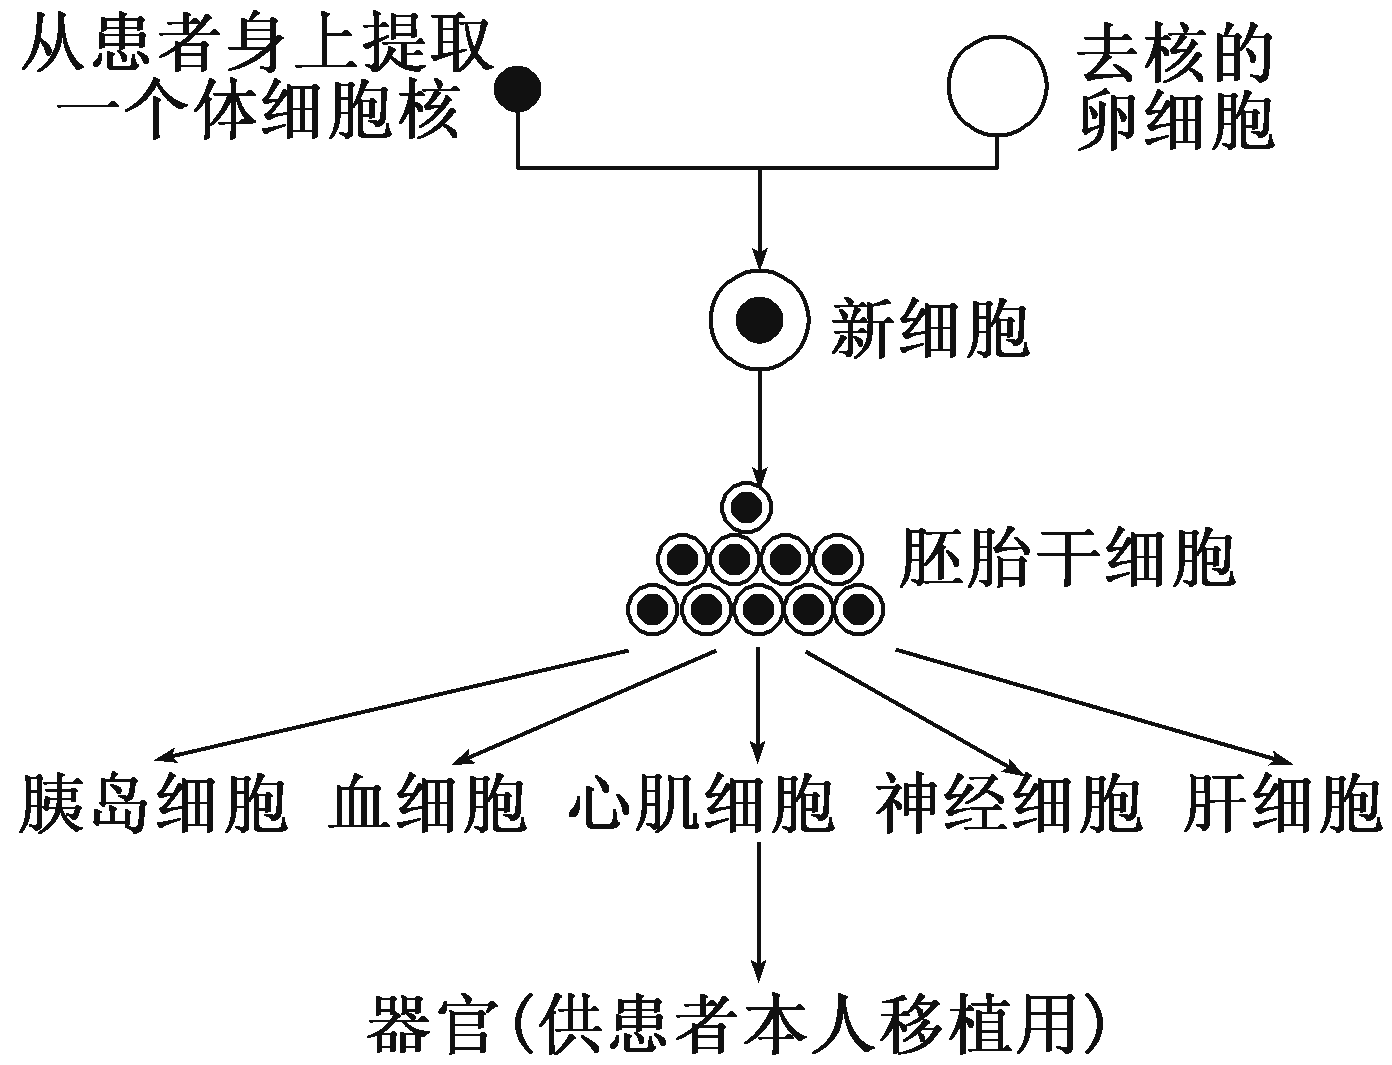 从患者身上提取
一个体细胞核
去核的
卵细胞
新细胞
胚胎干细胞
胰岛细胞 血细胞 心肌细胞 神经细胞 肝细胞
器官(供患者本人移植用)